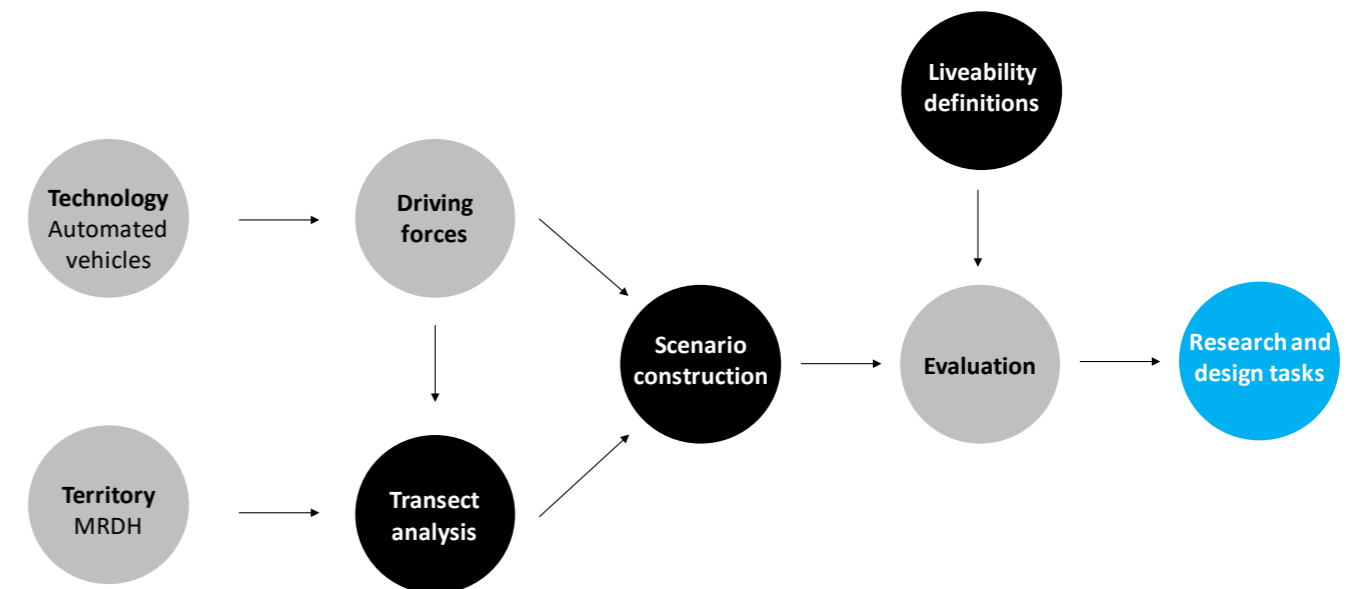 Liveability
definitions
Technology
Automated
vehicles
Driving
forces
Scenario
construction
Evaluation
Research and
design tasks
Territory
MRDH
Transect
analysis